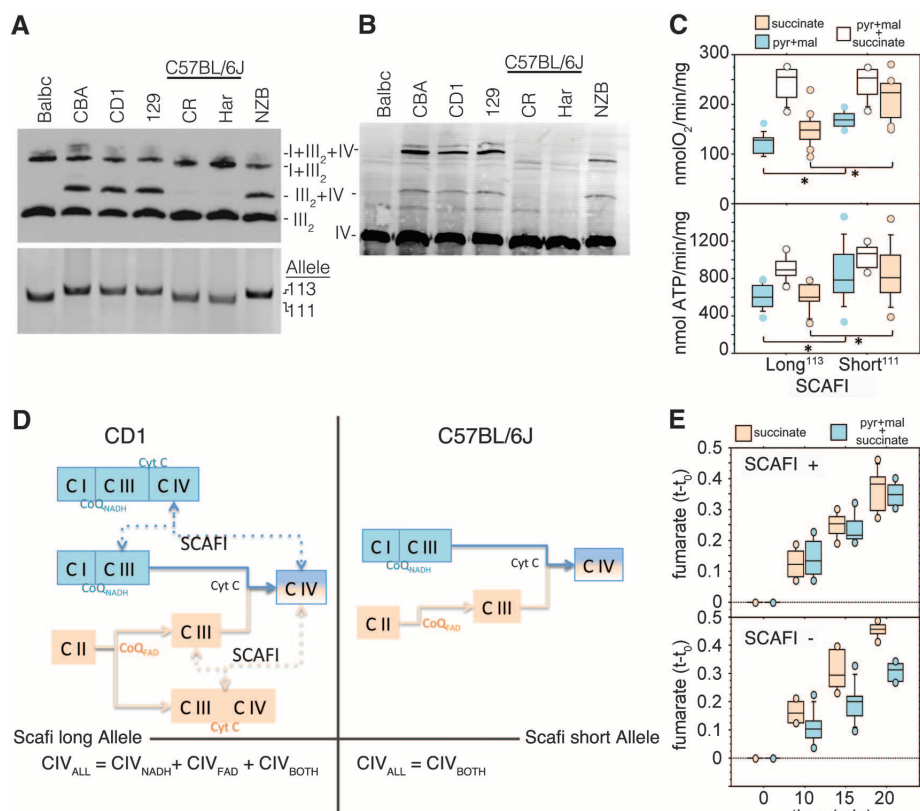 A
C57BL/6J
Balbc
CBA
CD1
129
CR
Har
NZB
I+III2+IV
I+III2
III2+IV
III2
Allele
113
111
B
C57BL/6J
Balbc
CBA
CD1
129
CR
Har
NZB
IV
C
succinate
pyr+mal
pyr+mal
+
succinate
nmolO2/min/mg
300
200
100
0
nmol ATP/min/mg
1000
800
400
0
*
*
*
*
Long113 Short111
SCAFI
D
CD1
Cyt C
C I C III C IV
CoQNADH
SCAFI
C I C III
CoQNADH
Cyt C
C IV
C II
CoQFAD
C III
SCAFI
C III C IV
Cyt C
Scafi long Allele
CIVALL = CIVNADH + CIVFAD + CIVBOTH
C57BL/6J
C I C III
CoQNADH
Cyt C
C IV
C II
CoQFAD
C III
Scafi short Allele
CIVALL = CIVBOTH
E
succinate
pyr+mal
+
succinate
SCAFI +
fumarate (t-t0)
0.5
0.4
0.3
0.2
0.1
0
SCAFI -
fumarate (t-t0)
0.5
0.4
0.3
0.2
0.1
0
0 10 15 20